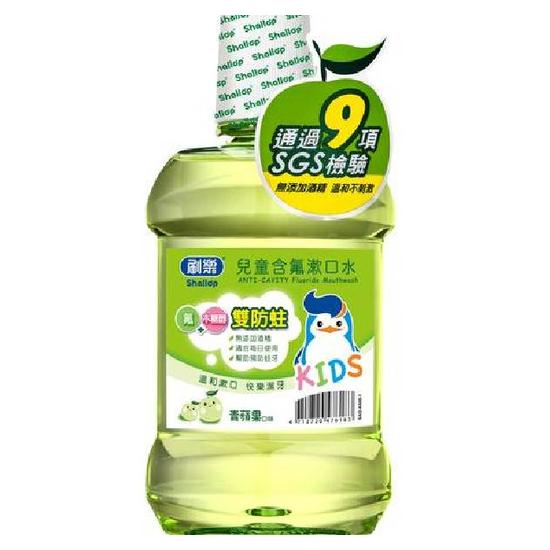 Shallop
通過9項
SGS檢驗
無添加酒精 溫和不刺激
刷樂
Shallop
兒童含氟漱口水
ANTI-CAVITY Fluoride Mouthwash
氟
+
木糖醇
雙防蛀
•無添加酒精
•適合每日使用
•幫助預防蛀牙
KIDS
溫和漱口 快樂潔牙
青蘋果口味